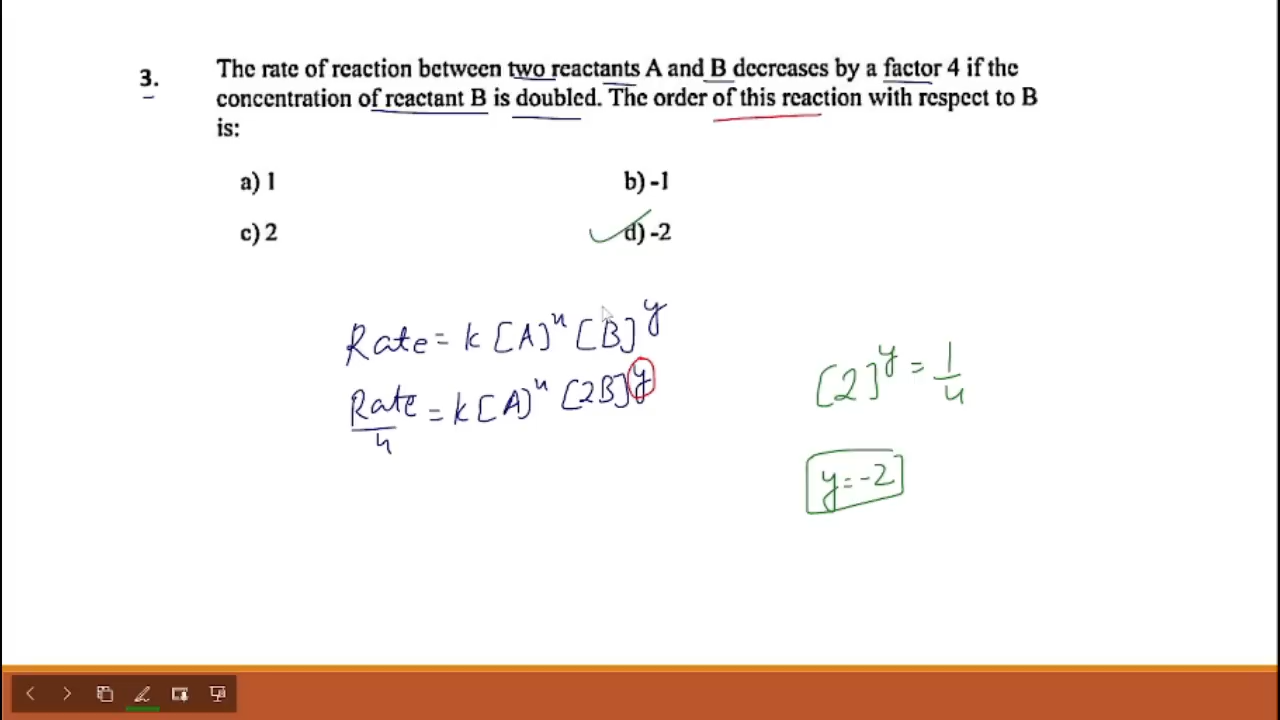 3. The rate of reaction between two reactants A and B decreases by a factor 4 if the
concentration of reactant B is doubled. The order of this reaction with respect to B
is:
a) 1 b) -1
c) 2 d) -2
Rate = k [A]^x [B]^y
Rate/4 = k [A]^x [2B]^y
[2]^y = 1/4
y = -2